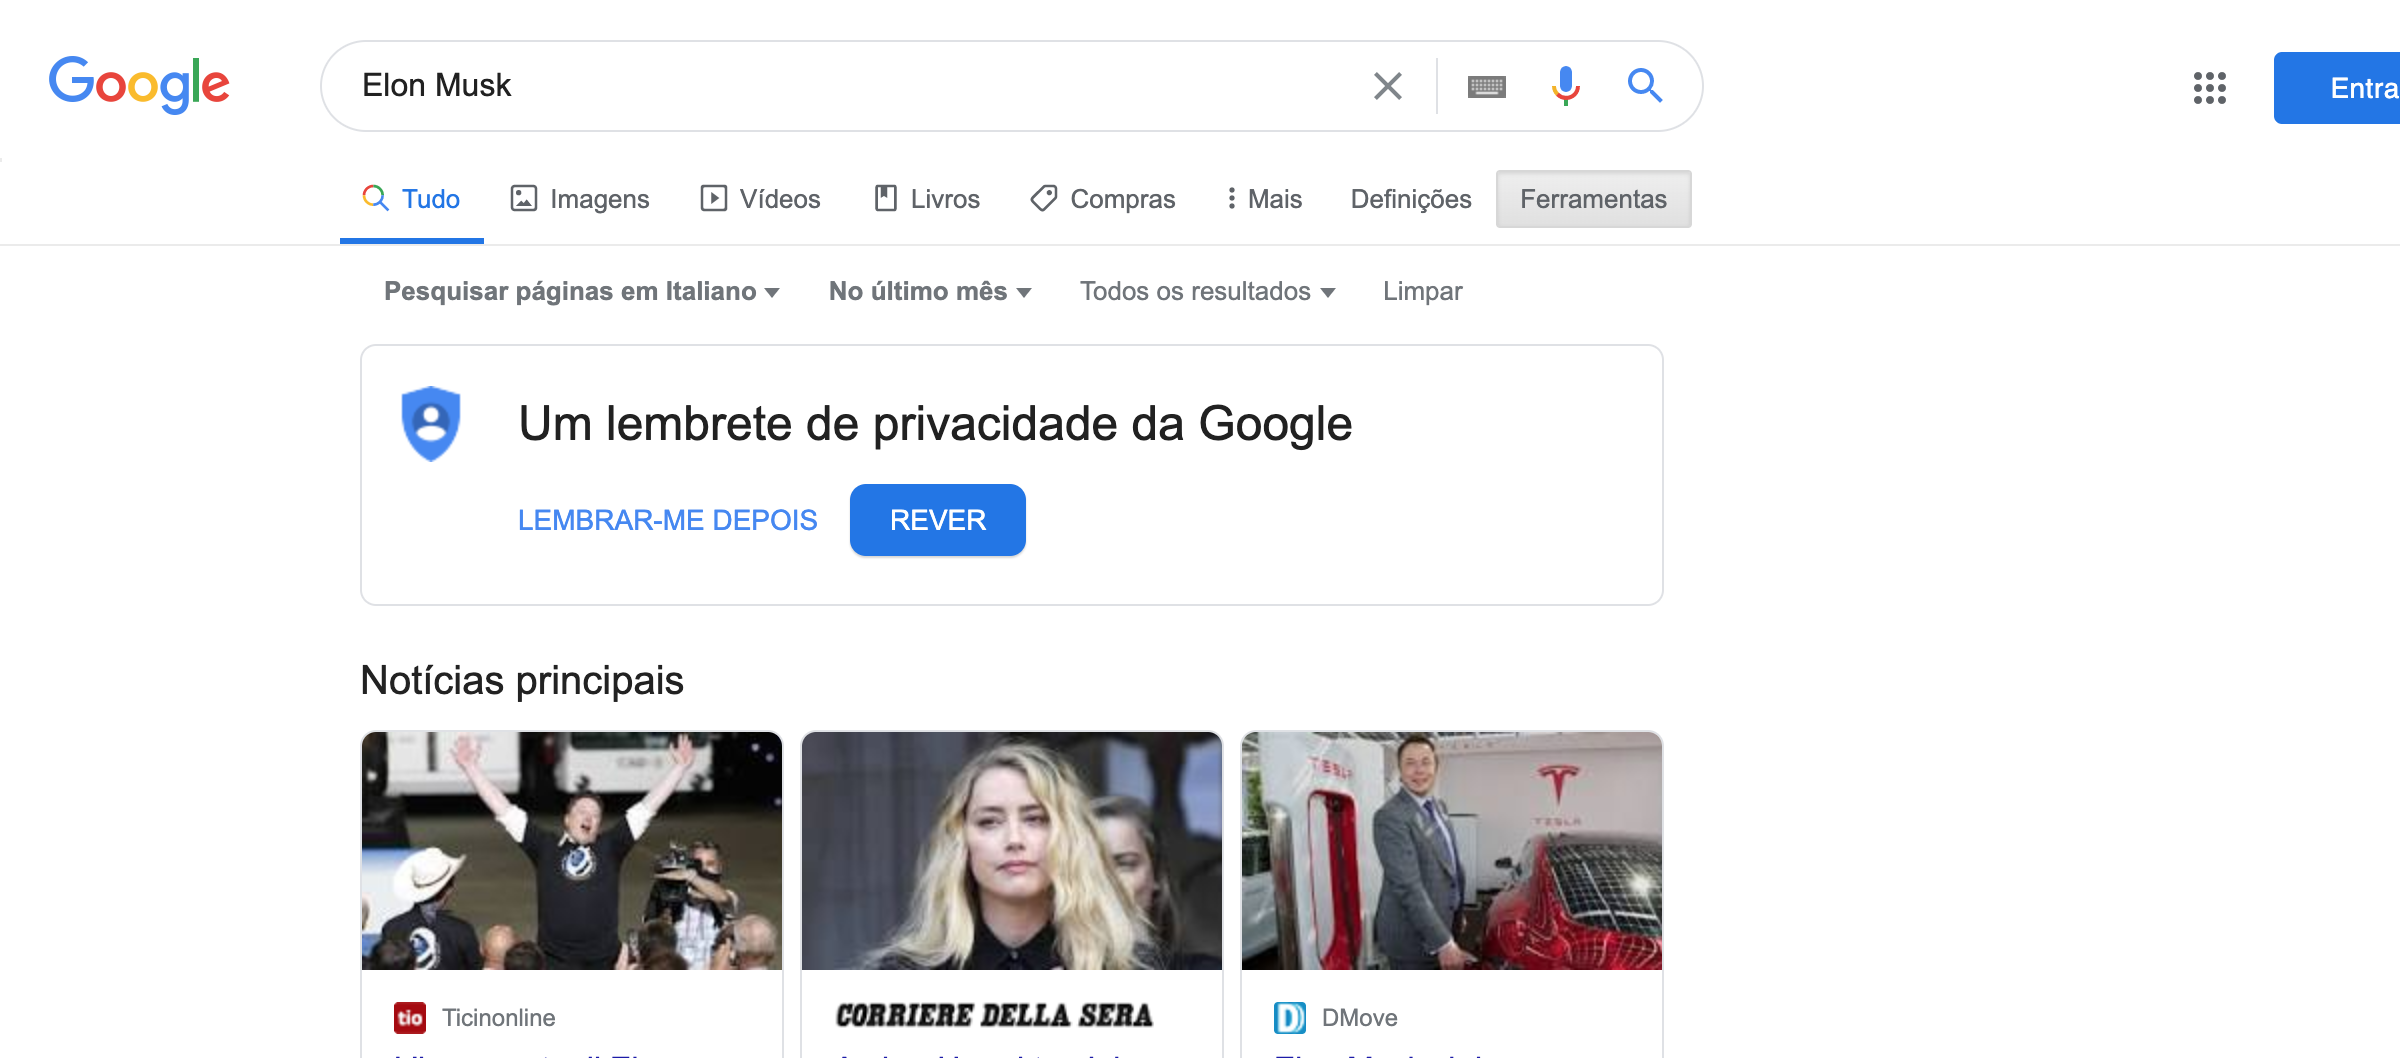 Google
Elon Musk
Entra
Tudo
Imagens
Vídeos
Livros
Compras
Mais
Definições
Ferramentas
Pesquisar páginas em Italiano
No último mês
Todos os resultados
Limpar
Um lembrete de privacidade da Google
LEMBRAR-ME DEPOIS
REVER
Notícias principais
TESLA
TESLA
tio
Ticinonline
CORRIERE DELLA SERA
D
DMove